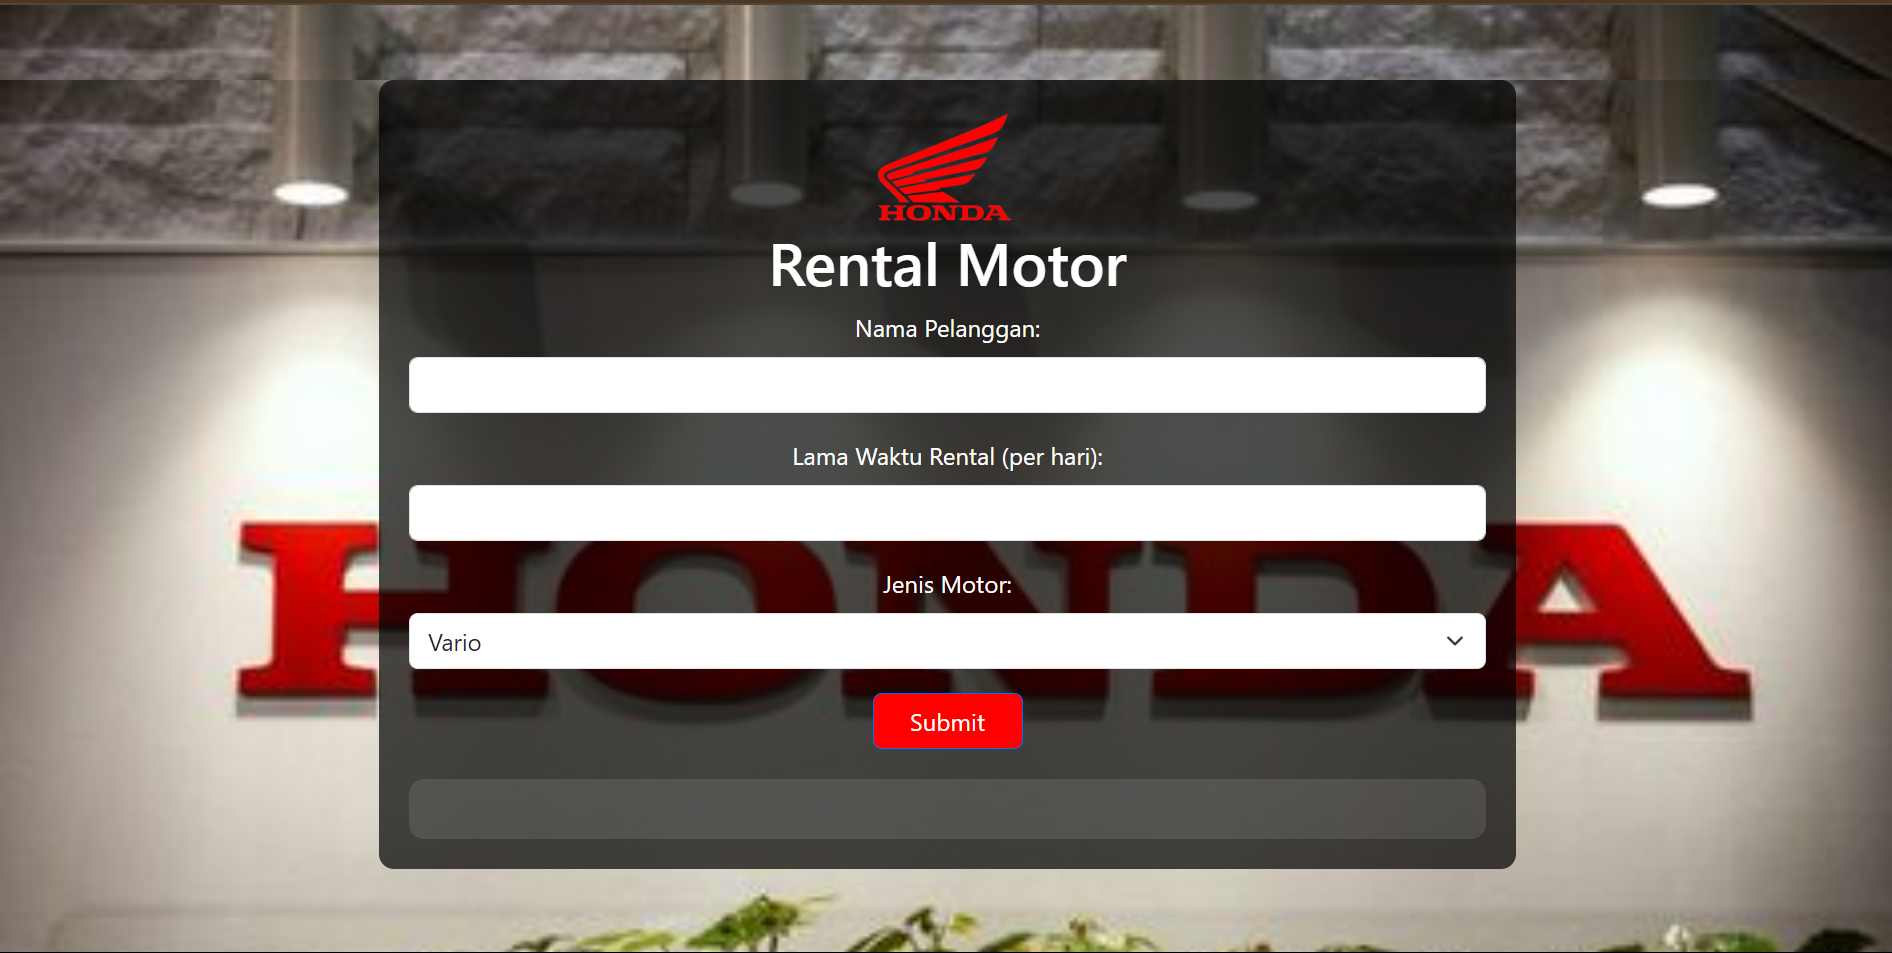 HONDA
Rental Motor
Nama Pelanggan:
Lama Waktu Rental (per hari):
HONDA
Jenis Motor:
Vario
Submit